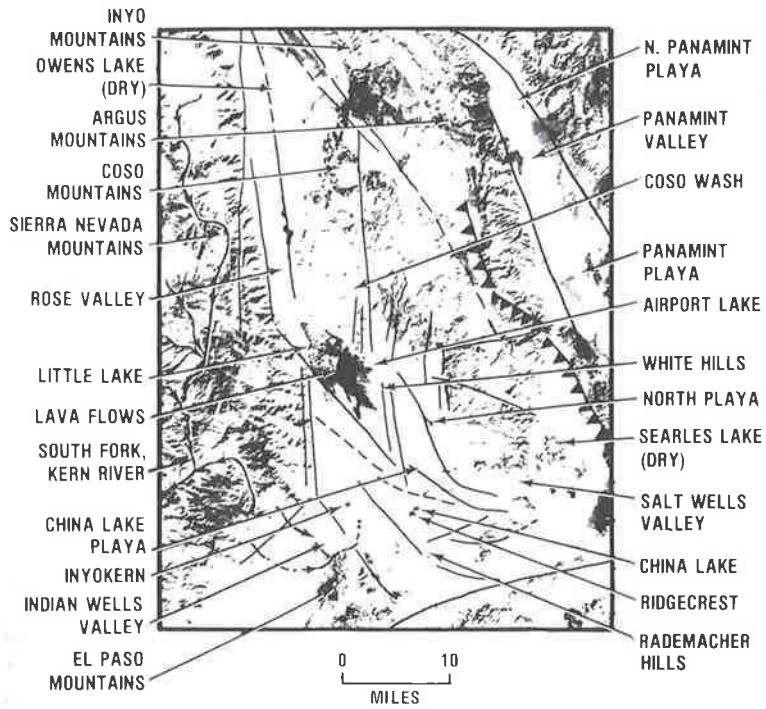 INYO
MOUNTAINS
OWENS LAKE
(DRY)
ARGUS
MOUNTAINS
COSO
MOUNTAINS
SIERRA NEVADA
MOUNTAINS
ROSE VALLEY
LITTLE LAKE
LAVA FLOWS
SOUTH FORK,
KERN RIVER
CHINA LAKE
PLAYA
INYOKERN
INDIAN WELLS
VALLEY
EL PASO
MOUNTAINS
N. PANAMINT
PLAYA
PANAMINT
VALLEY
COSO WASH
PANAMINT
PLAYA
AIRPORT LAKE
WHITE HILLS
NORTH PLAYA
SEARLES LAKE
(DRY)
SALT WELLS
VALLEY
CHINA LAKE
RIDGECREST
RADEMACHER
HILLS
0 10
MILES